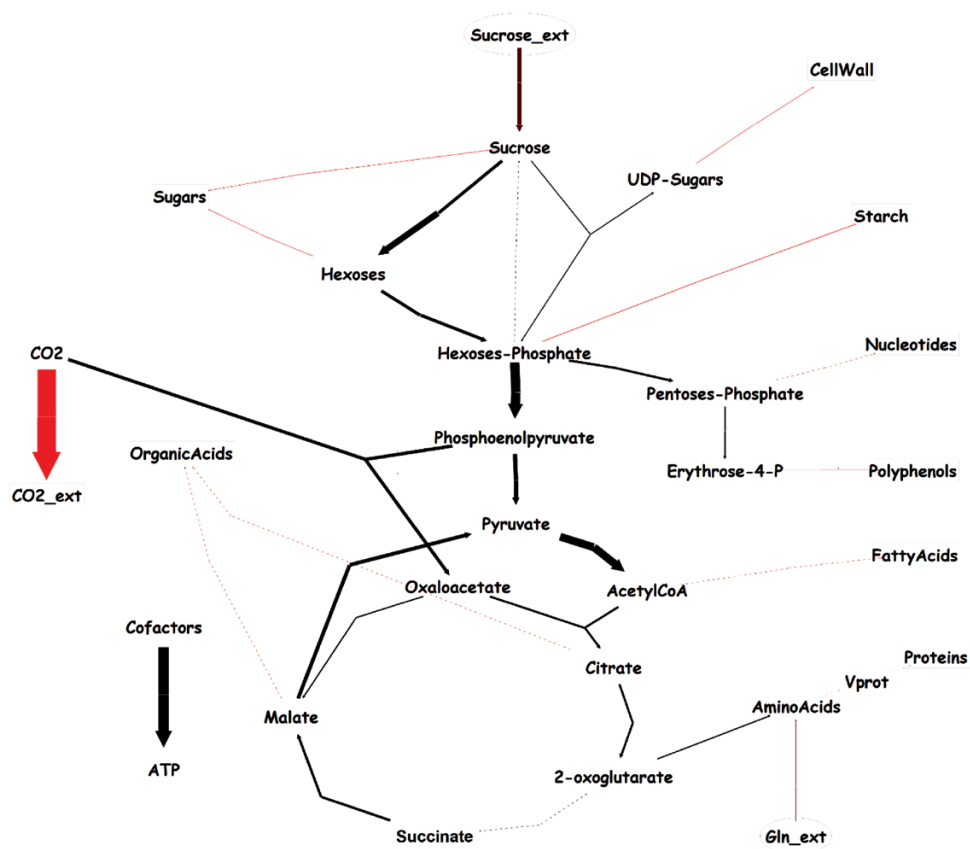 Sucrose_ext
CellWall
Sucrose
UDP-Sugars
Sugars
Starch
Hexoses
Nucleotides
CO2
Hexoses-Phosphate
Pentoses-Phosphate
Phosphoenolpyruvate
OrganicAcids
Erythrose-4-P
Polyphenols
CO2_ext
Pyruvate
FattyAcids
Oxaloacetate
AcetylCoA
Cofactors
Citrate
Proteins
Vprot
AminoAcids
Malate
ATP
2-oxoglutarate
Succinate
Gln_ext